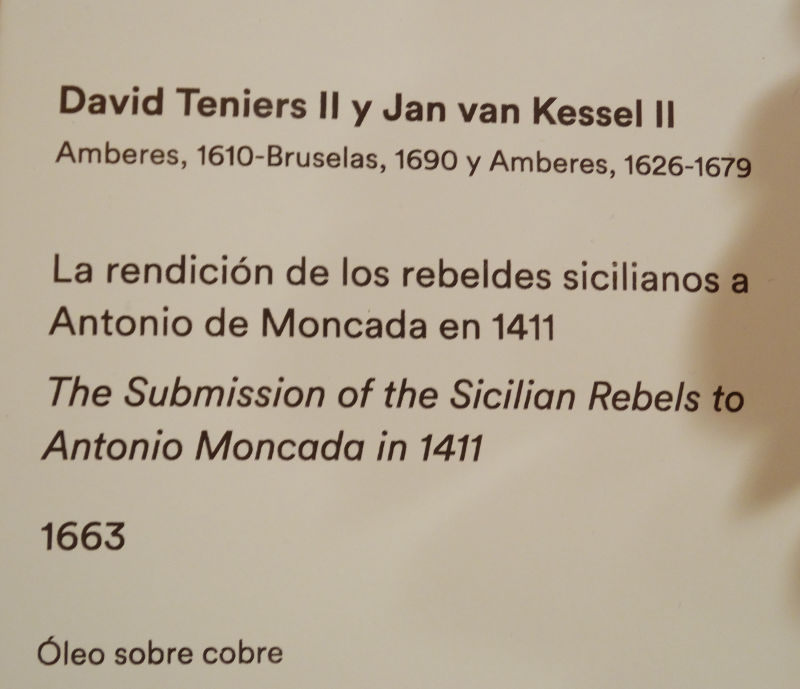 David Teniers II y Jan van Kessel II
Amberes, 1610-Bruselas, 1690 y Amberes, 1626-1679
La rendición de los rebeldes sicilianos a
Antonio de Moncada en 1411
The Submission of the Sicilian Rebels to
Antonio Moncada in 1411
1663
Óleo sobre cobre